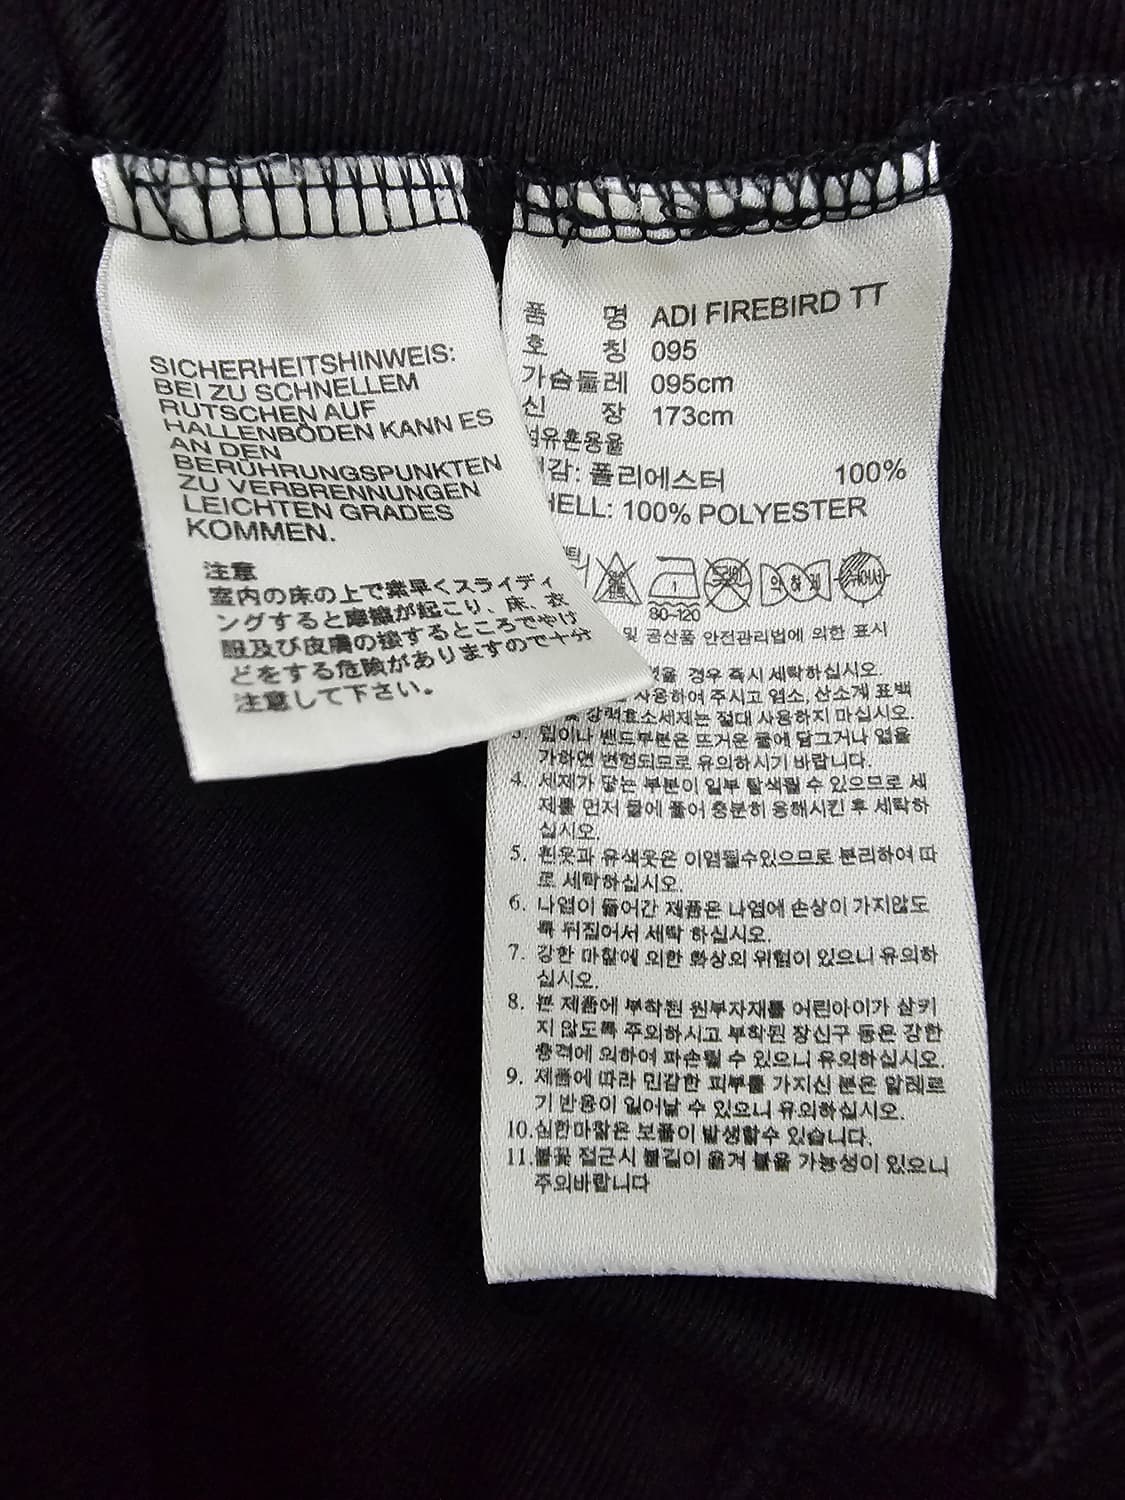 SICHERHEITSHINWEIS:
BEI ZU SCHNELLEM
RUTSCHEN AUF
HALLENBÖDEN KANN ES
AN DEN
BERÜHRUNGSPUNKTEN
ZU VERBRENNUNGEN
LEICHTEN GRADES
KOMMEN.
注意
室内の床の上で素早くスライディ
ングすると摩擦が起こり、床、衣
服及び皮膚の接するところでやけ
どをする危険がありますので十分
注意して下さい。
품 명 ADI FIREBIRD TT
호 칭 095
가슴둘레 095cm
신 장 173cm
섬유혼용율
겉감: 폴리에스터 100%
SHELL: 100% POLYESTER
80~120
및 공산품 안전관리법에 의한 표시
경우 즉시 세탁하십시오.
사용하여 주시고 염소, 산소계 표백
및 강력효소세제는 절대 사용하지 마십시오.
3. 립이나 밴드부분은 뜨거운 물에 담그거나 열을
가하면 변형되므로 유의하시기 바랍니다.
4. 세제가 닿는 부분이 일부 탈색될 수 있으므로 세
제를 먼저 물에 풀어 충분히 용해시킨 후 세탁하
십시오.
5. 흰옷과 유색옷은 이염될수있으므로 분리하여 따
로 세탁하십시오.
6. 나염이 들어간 제품은 나염에 손상이 가지않도
록 뒤집어서 세탁 하십시오.
7. 강한 마찰에 의한 화상의 위험이 있으니 유의하
십시오.
8. 본 제품에 부착된 원부자재를 어린아이가 삼키
지 않도록 주의하시고 부착된 장신구 등은 강한
충격에 의하여 파손될 수 있으니 유의하십시오.
9. 제품에 따라 민감한 피부를 가지신 분은 알레르
기 반응이 일어날 수 있으니 유의하십시오.
10.심한마찰은 보풀이 발생할수 있습니다.
11.불꽃 접근시 불길이 옮겨 붙을 가능성이 있으니
주의바랍니다